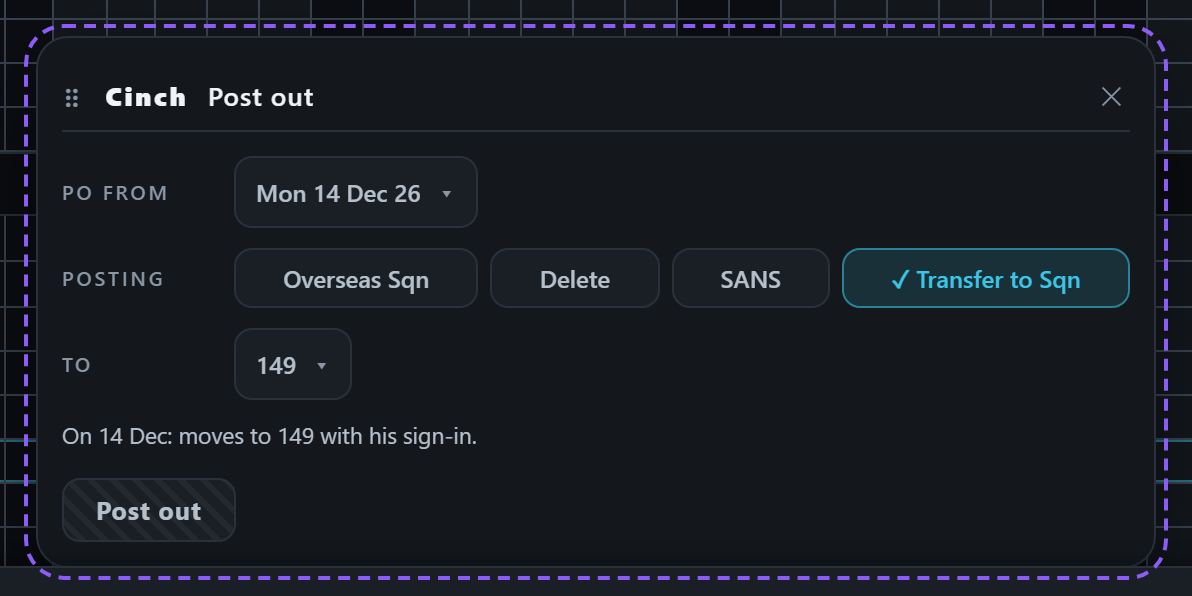 Cinch Post out
PO FROM Mon 14 Dec 26
POSTING Overseas Sqn Delete SANS ✓ Transfer to Sqn
TO 149
On 14 Dec: moves to 149 with his sign-in.
Post out